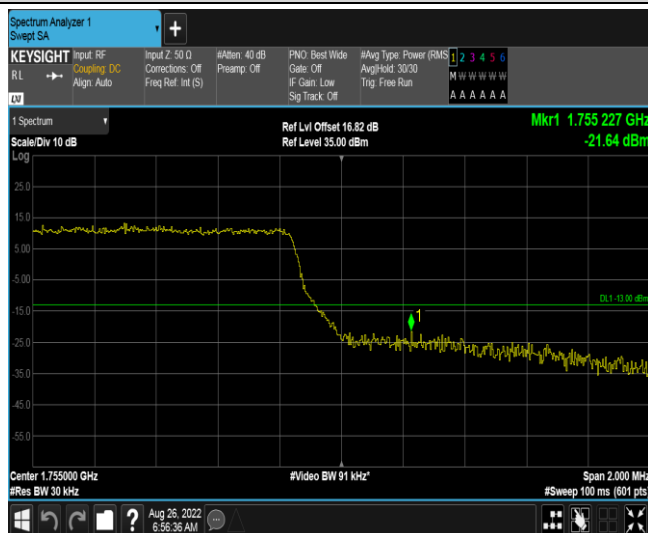 Spectrum Analyzer 1
Swept SA
+
KEYSIGHT Input: RF Input Z: 50 Ω #Atten: 40 dB PNO: Best Wide #Avg Type: Power (RMS 1 2 3 4 5 6
RL Coupling: DC Corrections: Off Preamp: Off Gate: Off Avg|Hold: 30/30 M W W W W W
Align: Auto Freq Ref: Int (S) IF Gain: Low Trig: Free Run
LXI Sig Track: Off A A A A A A
1 Spectrum Ref Lvl Offset 16.82 dB Mkr1 1.755 227 GHz
Scale/Div 10 dB Ref Level 35.00 dBm -21.64 dBm
Log
25.0
15.0
5.00
-5.00
DL1 -13.00 dBm
-15.0
1
-25.0
-35.0
-45.0
-55.0
Center 1.755000 GHz #Video BW 91 kHz* Span 2.000 MHz
#Res BW 30 kHz #Sweep 100 ms (601 pts)
? Aug 26, 2022
6:56:36 AM